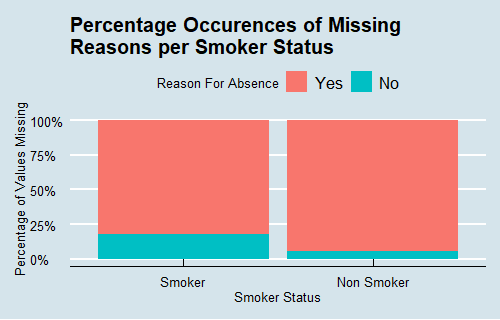 Percentage Occurences of Missing
Reasons per Smoker Status
Reason For Absence Yes No
Percentage of Values Missing
100%
75%
50%
25%
0%
Smoker Non Smoker
Smoker Status